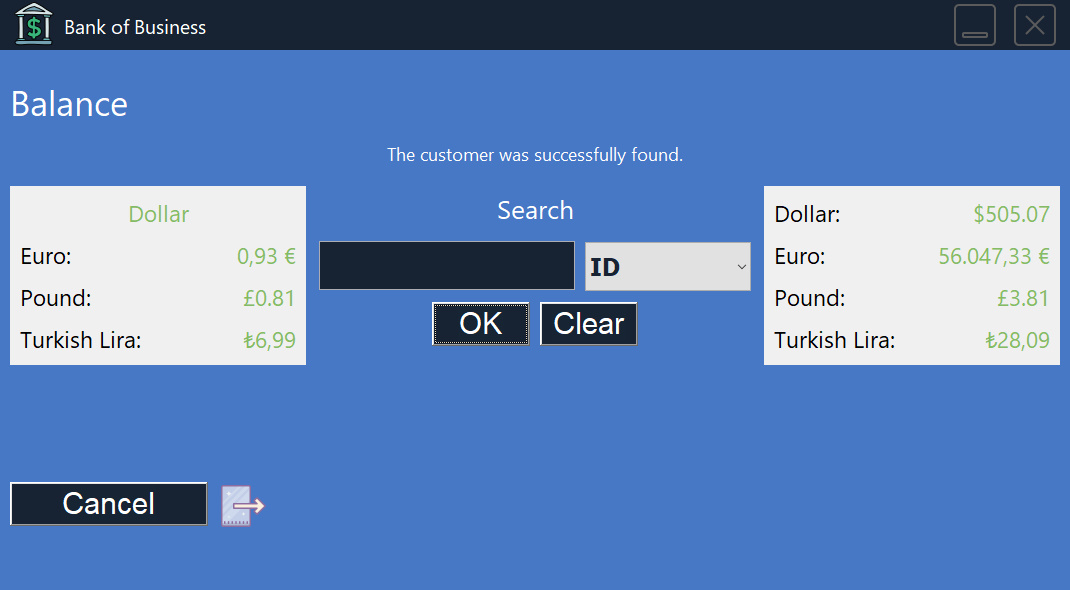 $ Bank of Business
Balance
The customer was successfully found.
Dollar
Euro: 0,93 €
Pound: £0.81
Turkish Lira: ₺6,99
Search
ID
OK Clear
Dollar: $505.07
Euro: 56.047,33 €
Pound: £3.81
Turkish Lira: ₺28,09
Cancel